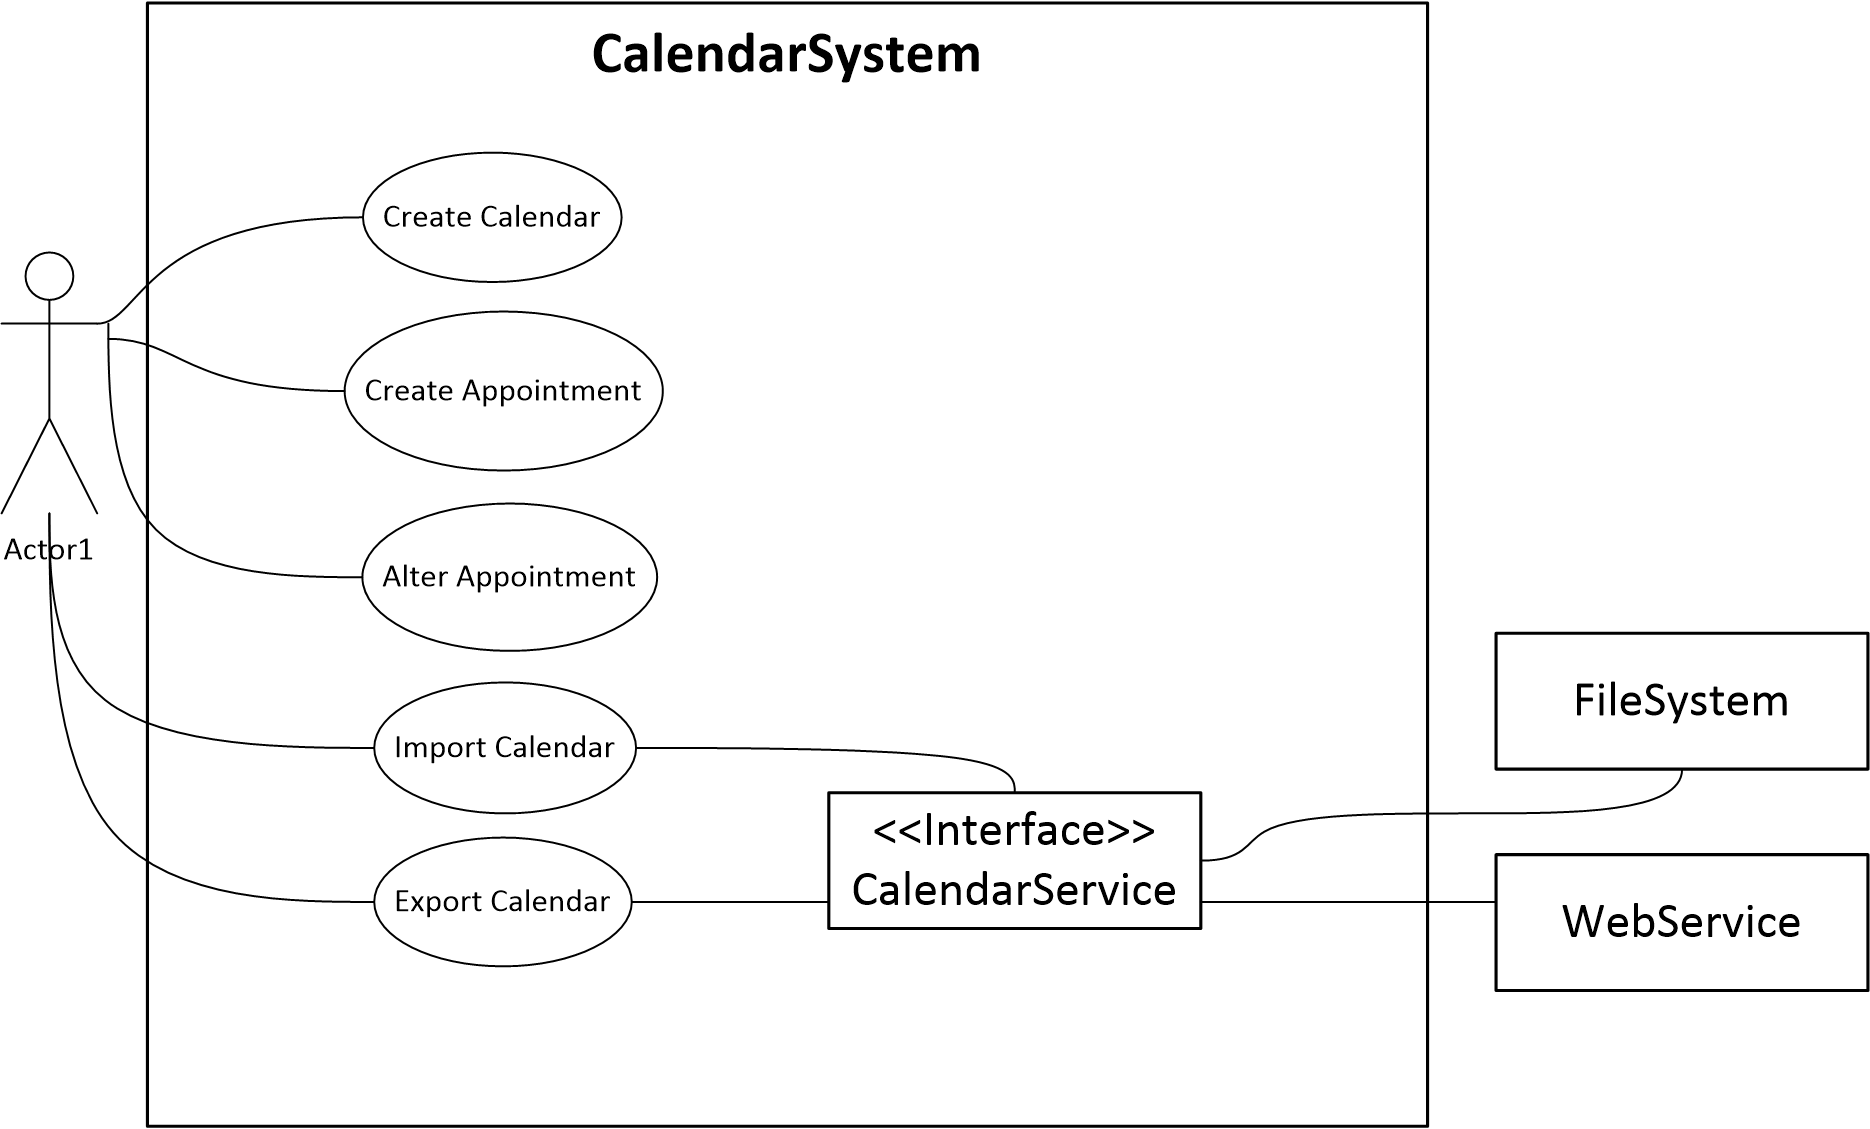 CalendarSystem
Create Calendar
Create Appointment
Actor1
Alter Appointment
Import Calendar
Export Calendar
<<Interface>>
CalendarService
FileSystem
WebService